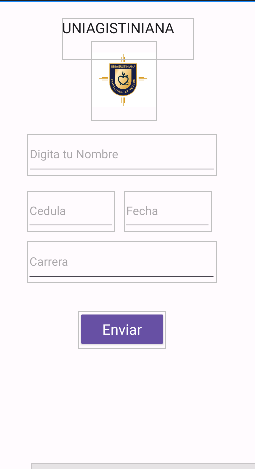 UNIAGISTINIANA
Digita tu Nombre
Cedula
Fecha
Carrera
Enviar